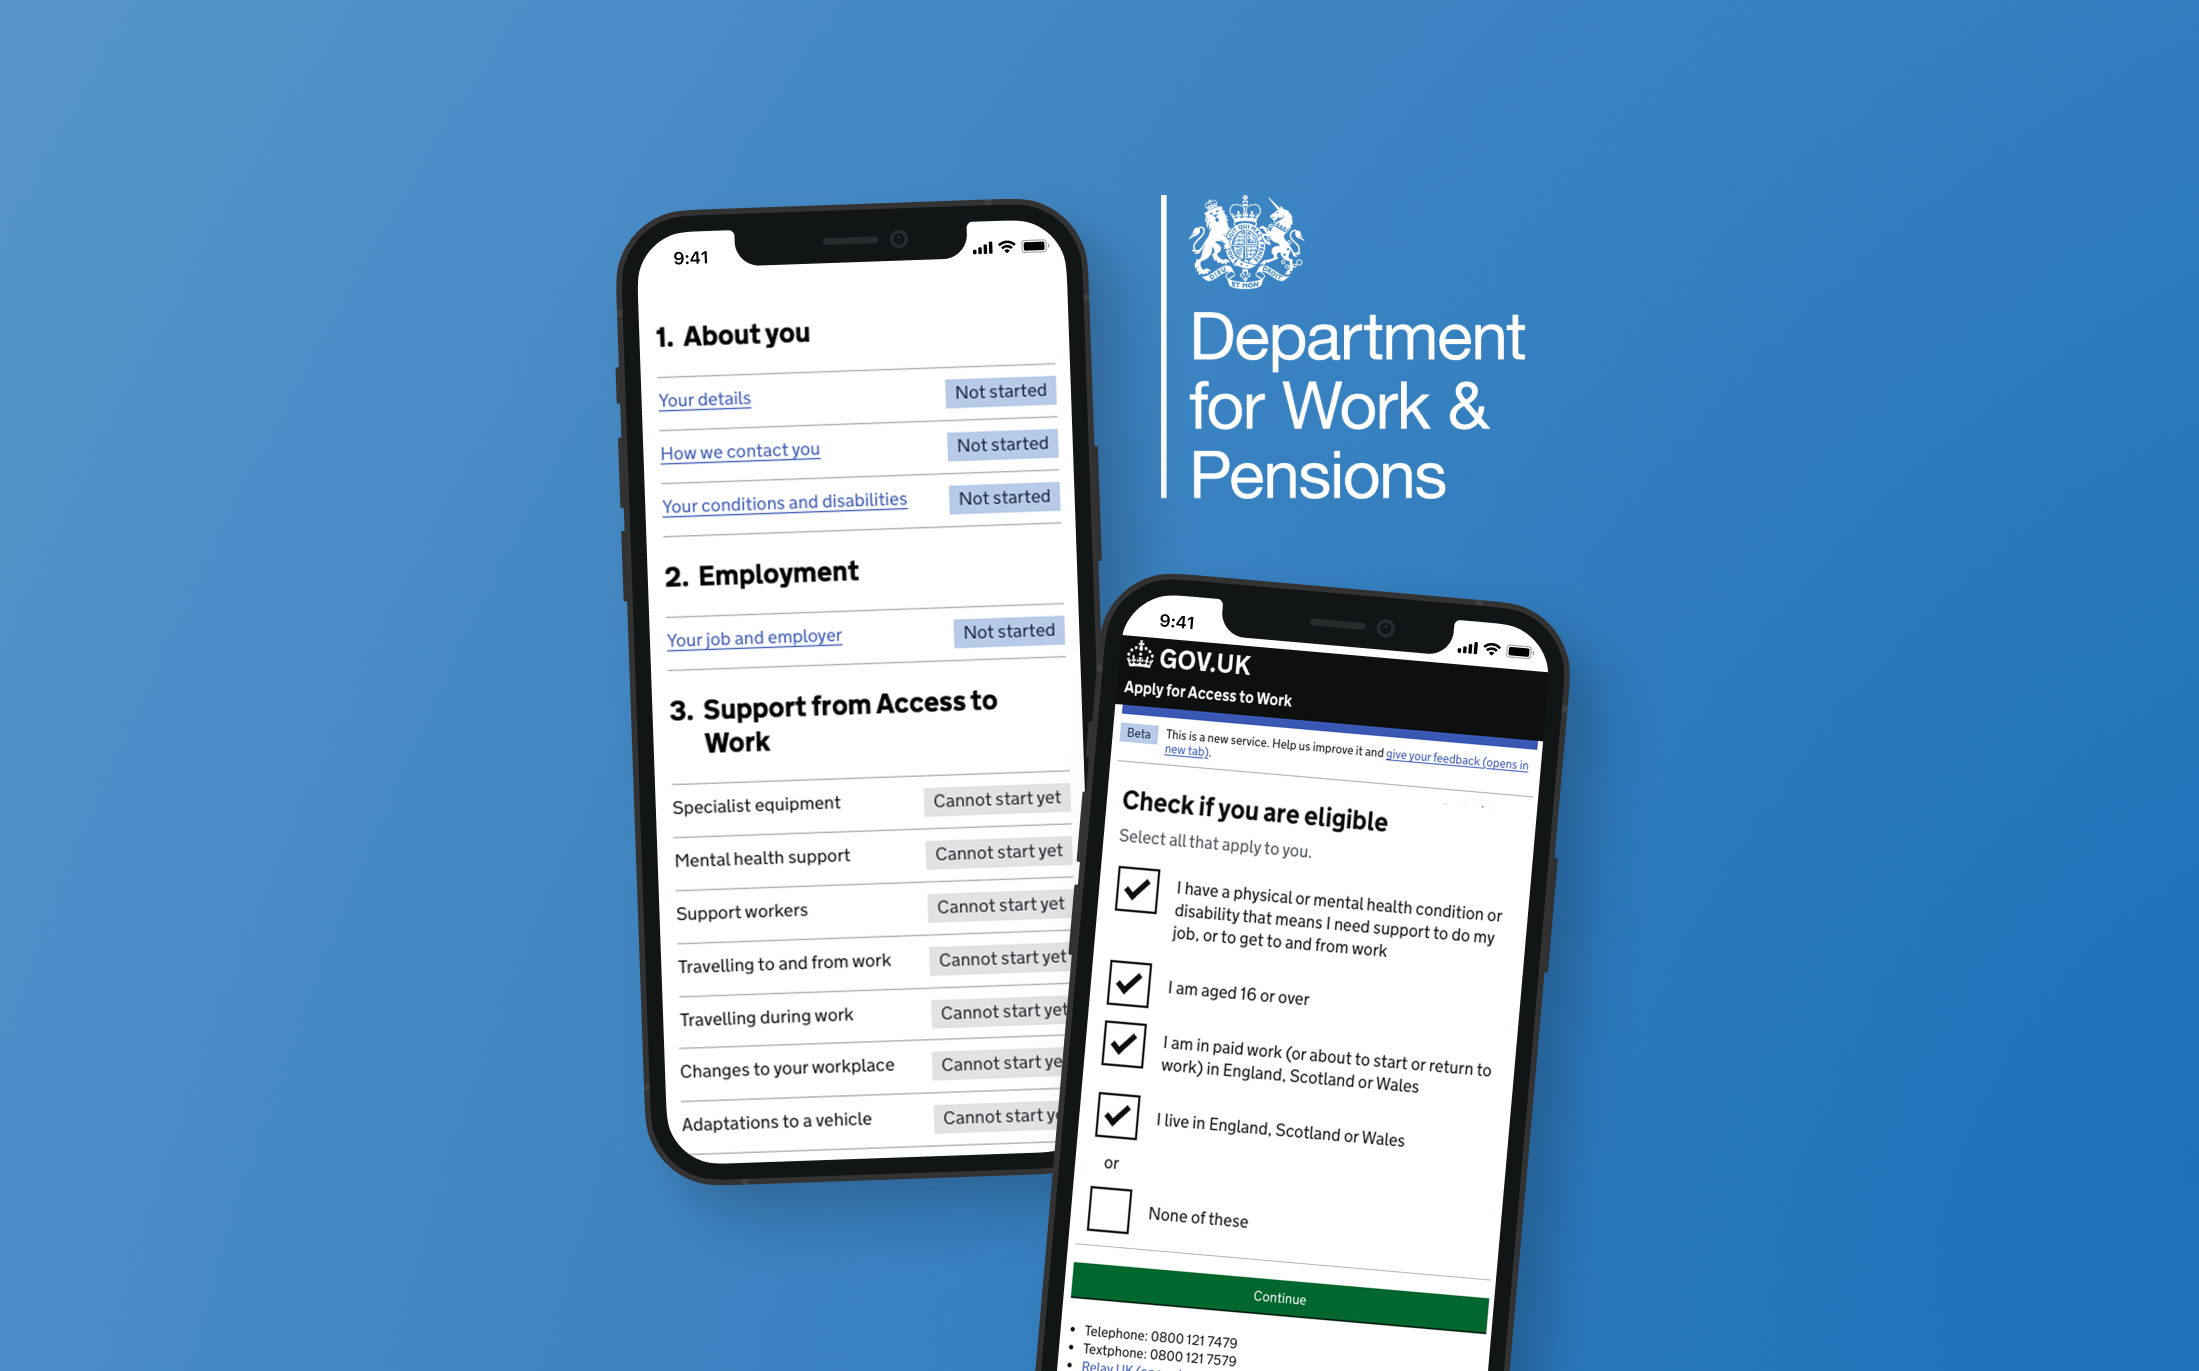 9:41
1. About you
Your details
Not started
How we contact you
Not started
Your conditions and disabilities
Not started
2. Employment
Your job and employer
Not started
3. Support from Access to
Work
Specialist equipment
Cannot start yet
Mental health support
Cannot start yet
Support workers
Cannot start yet
Travelling to and from work
Cannot start yet
Travelling during work
Cannot start yet
Changes to your workplace
Cannot start ye
Adaptations to a vehicle
Cannot start y
DIEU ET MON DROIT
Department
for Work &
Pensions
9:41
GOV.UK
Apply for Access to Work
Beta
This is a new service. Help us improve it and give your feedback (opens in
new tab).
Check if you are eligible
Select all that apply to you.
I have a physical or mental health condition or
disability that means I need support to do my
job, or to get to and from work
I am aged 16 or over
I am in paid work (or about to start or return to
work) in England, Scotland or Wales
I live in England, Scotland or Wales
or
None of these
Continue
• Telephone: 0800 121 7479
• Textphone: 0800 121 7579
• Relay UK